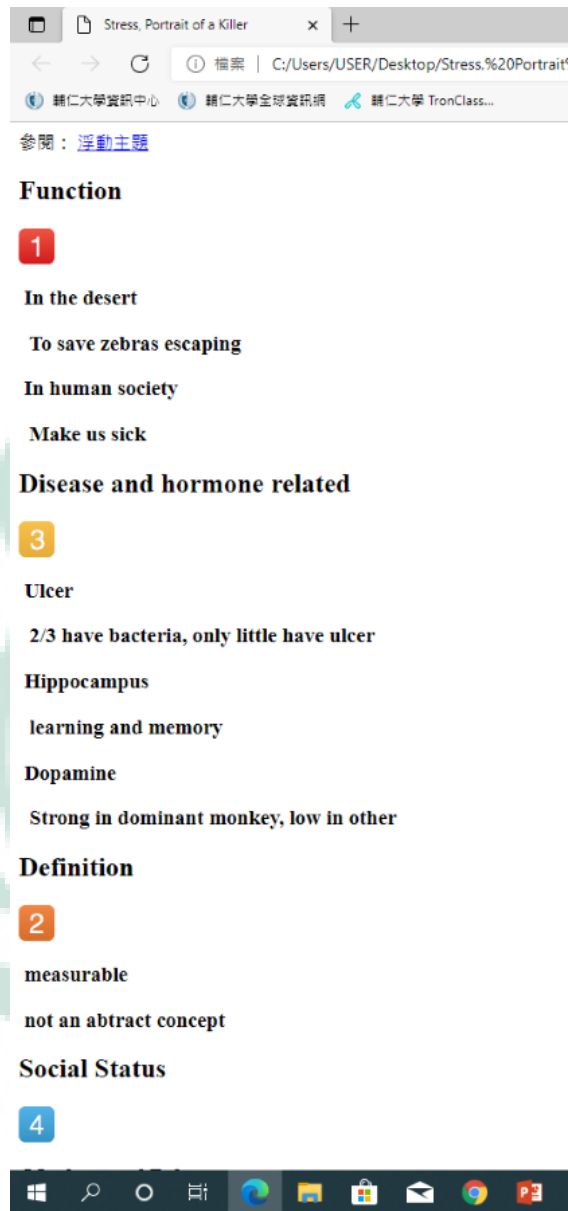 Stress, Portrait of a Killer
檔案 | C:/Users/USER/Desktop/Stress.%20Portrait%
輔仁大學資訊中心 輔仁大學全球資訊網 輔仁大學 TronClass...
參閱： 浮動主題
Function
1
In the desert
To save zebras escaping
In human society
Make us sick
Disease and hormone related
3
Ulcer
2/3 have bacteria, only little have ulcer
Hippocampus
learning and memory
Dopamine
Strong in dominant monkey, low in other
Definition
2
measurable
not an abtract concept
Social Status
4